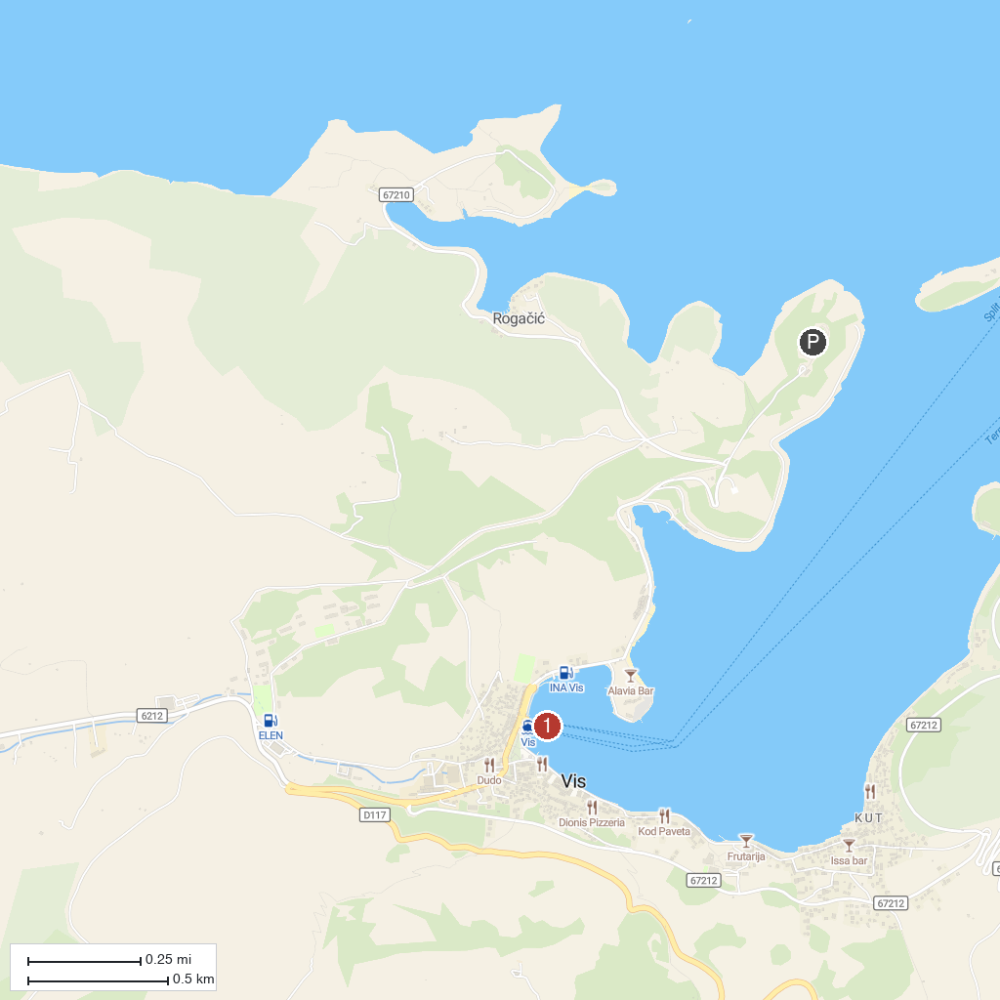 67210
Rogačić
P
Split
INA Vis
Alavia Bar
6212
ELEN
1
Vis
67212
Dudo
Vis
Dionis Pizzeria
Kod Paveta
KUT
D117
Frutarija
Issa bar
67212
67212
0.25 mi
0.5 km